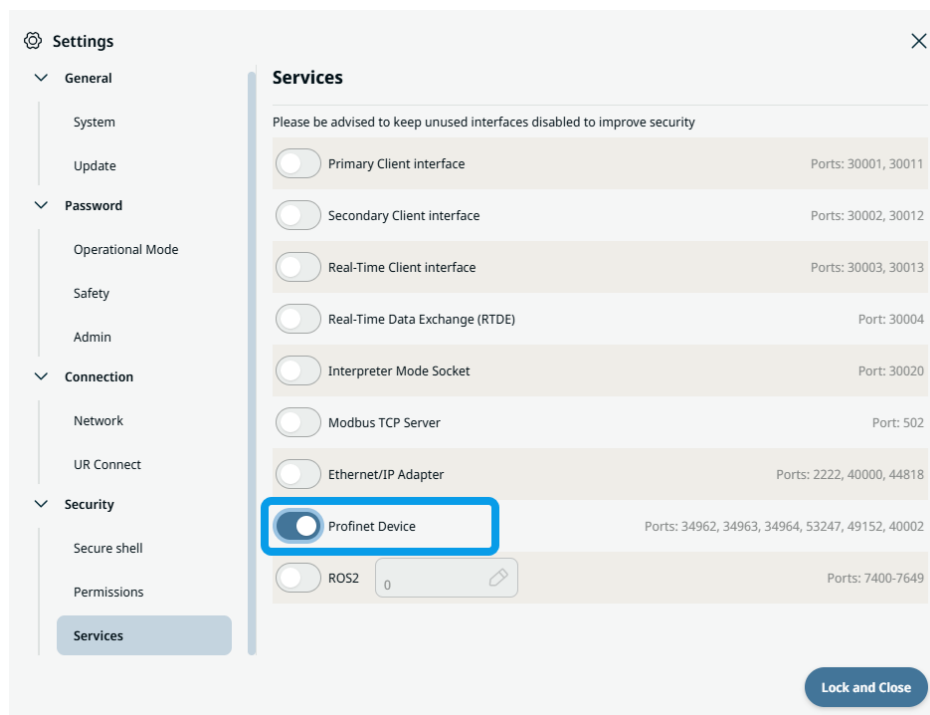 Settings
General
System
Update
Password
Operational Mode
Safety
Admin
Connection
Network
UR Connect
Security
Secure shell
Permissions
Services
Services
Please be advised to keep unused interfaces disabled to improve security
Primary Client interface Ports: 30001, 30011
Secondary Client interface Ports: 30002, 30012
Real-Time Client interface Ports: 30003, 30013
Real-Time Data Exchange (RTDE) Port: 30004
Interpreter Mode Socket Port: 30020
Modbus TCP Server Port: 502
Ethernet/IP Adapter Ports: 2222, 40000, 44818
Profinet Device Ports: 34962, 34963, 34964, 53247, 49152, 40002
ROS2 0 Ports: 7400-7649
Lock and Close